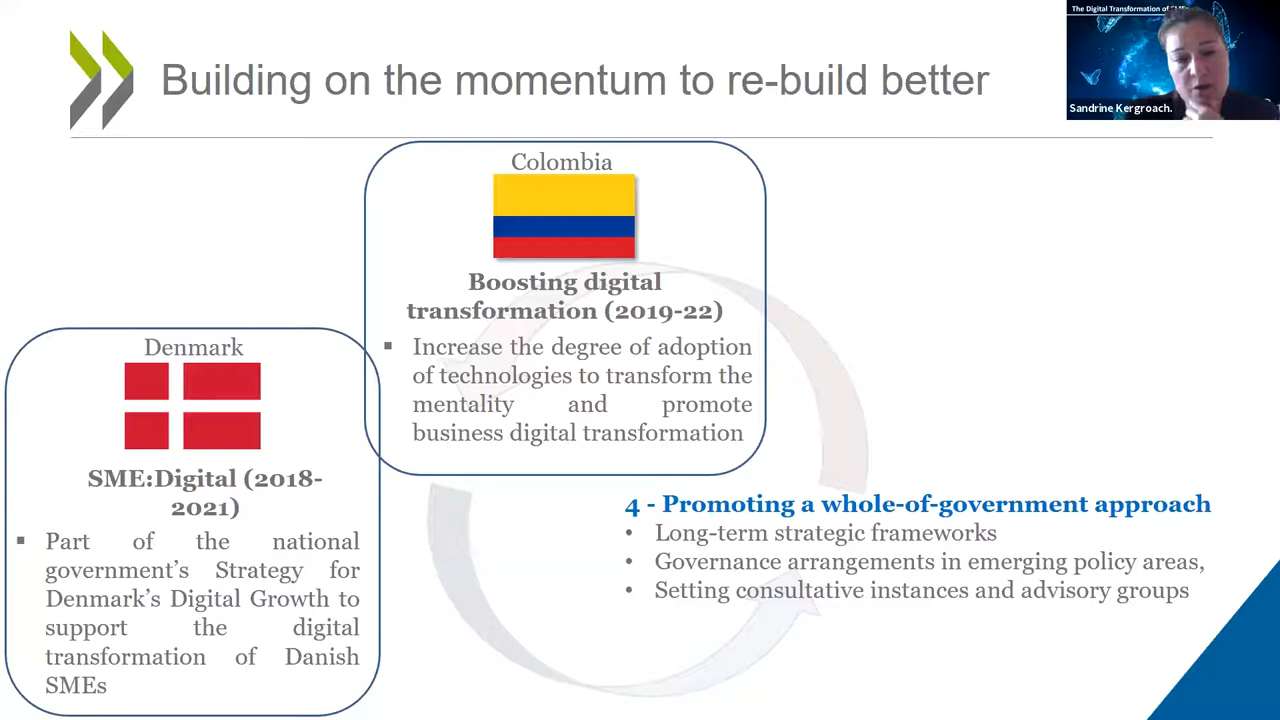 Building on the momentum to re-build better
The Digital Transformation of SMEs
Sandrine Kergroach.
Colombia
Boosting digital
transformation (2019-22)
▪ Increase the degree of adoption
of technologies to transform the
mentality and promote
business digital transformation
Denmark
SME:Digital (2018-
2021)
▪ Part of the national
government’s Strategy for
Denmark’s Digital Growth to
support the digital
transformation of Danish
SMEs
4 - Promoting a whole-of-government approach
• Long-term strategic frameworks
• Governance arrangements in emerging policy areas,
• Setting consultative instances and advisory groups